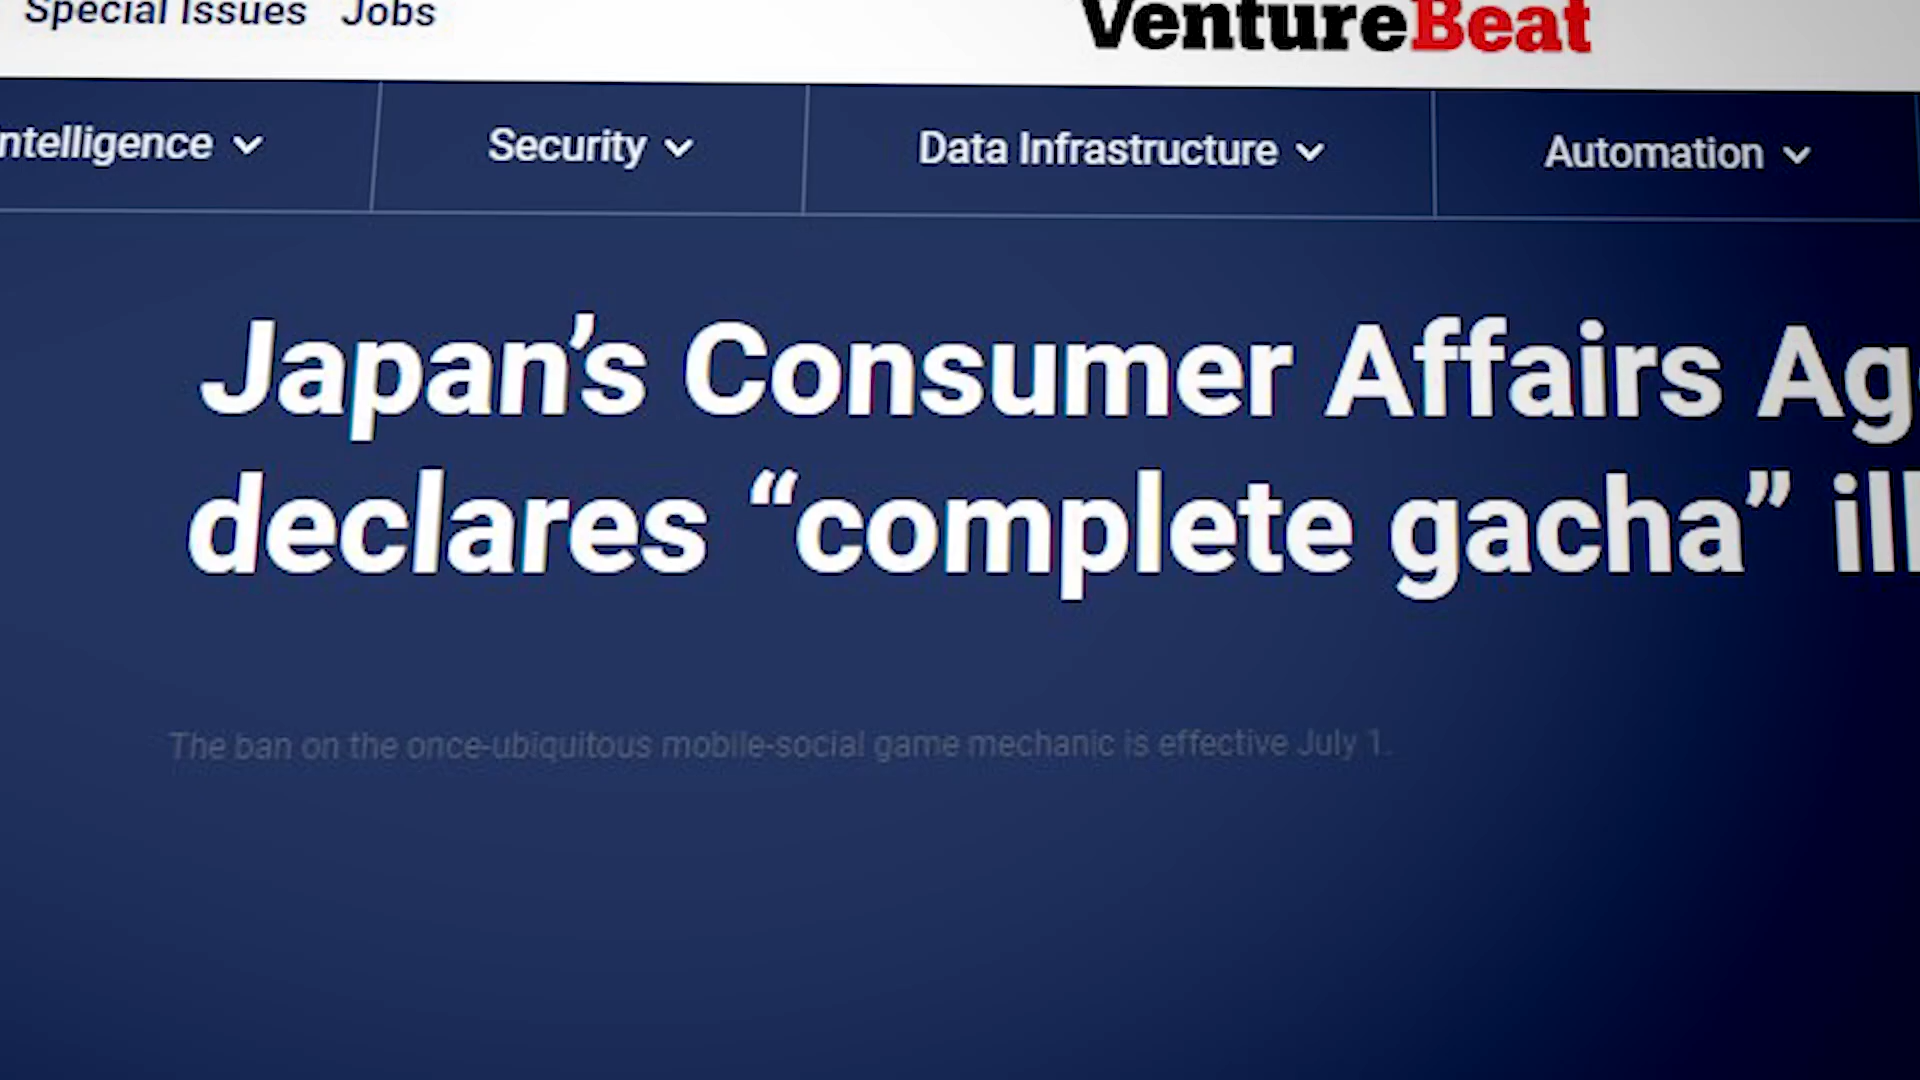 Special Issues Jobs
VentureBeat
ntelligence
Security
Data Infrastructure
Automation
Japan’s Consumer Affairs Ag
declares “complete gacha” ill
The ban on the once-ubiquitous mobile-social game mechanic is effective July 1.